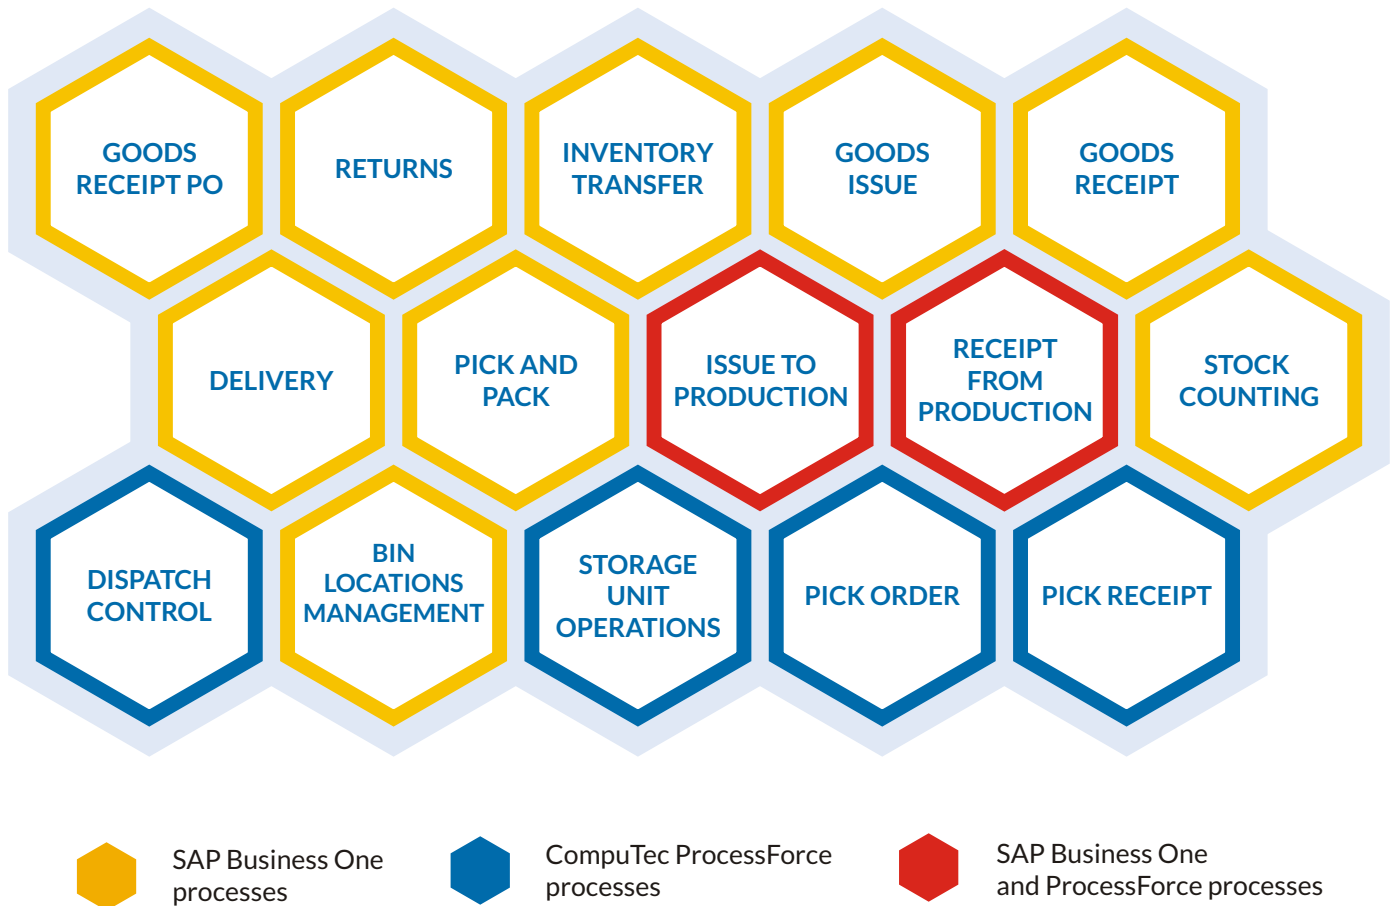 GOODS
RECEIPT PO
RETURNS
INVENTORY
TRANSFER
GOODS
ISSUE
GOODS
RECEIPT
DELIVERY
PICK AND
PACK
ISSUE TO
PRODUCTION
RECEIPT
FROM
PRODUCTION
STOCK
COUNTING
DISPATCH
CONTROL
BIN
LOCATIONS
MANAGEMENT
STORAGE
UNIT
OPERATIONS
PICK ORDER
PICK RECEIPT
SAP Business One
processes
CompuTec ProcessForce
processes
SAP Business One
and ProcessForce processes